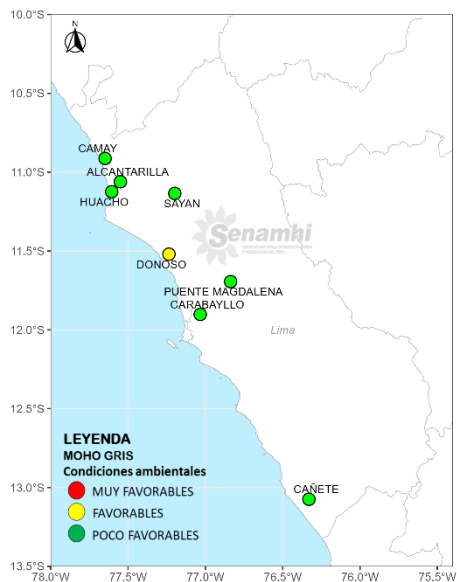 N
10.0°S
10.5°S
11.0°S
11.5°S
12.0°S
12.5°S
13.0°S
13.5°S
CAMAY
ALCANTARILLA
HUACHO
SAYAN
Senamhi
DONOSO
PUENTE MAGDALENA
CARABAYLLO
Lima
CAÑETE
LEYENDA
MOHO GRIS
Condiciones ambientales
MUY FAVORABLES
FAVORABLES
POCO FAVORABLES
78.0°W 77.5°W 77.0°W 76.5°W 76.0°W 75.5°W